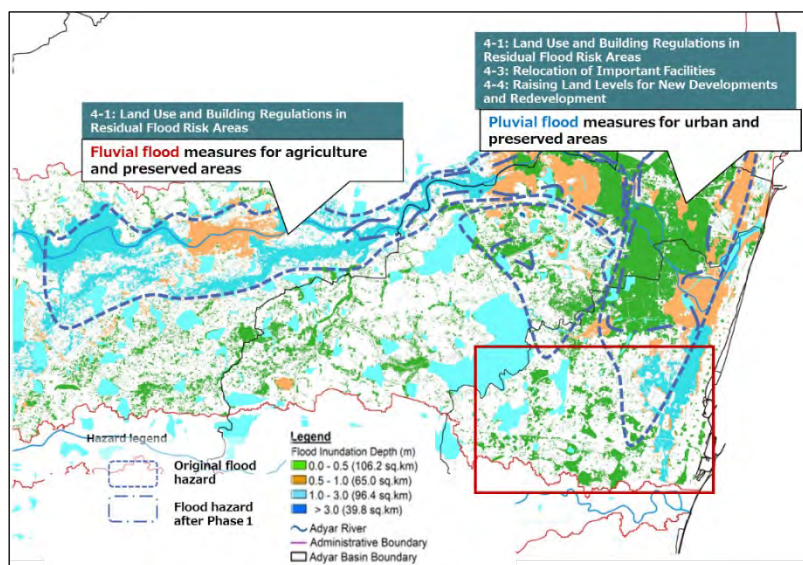 4-1: Land Use and Building Regulations in
Residual Flood Risk Areas
4-3: Relocation of Important Facilities
4-4: Raising Land Levels for New Developments
and Redevelopment
Pluvial flood measures for urban and
preserved areas
4-1: Land Use and Building Regulations in
Residual Flood Risk Areas
Fluvial flood measures for agriculture
and preserved areas
Hazard legend
Original flood
hazard
Flood hazard
after Phase 1
Legend
Flood Inundation Depth (m)
0.0 - 0.5 (106.2 sq.km)
0.5 - 1.0 (65.0 sq.km)
1.0 - 3.0 (96.4 sq.km)
> 3.0 (39.8 sq.km)
Adyar River
Administrative Boundary
Adyar Basin Boundary